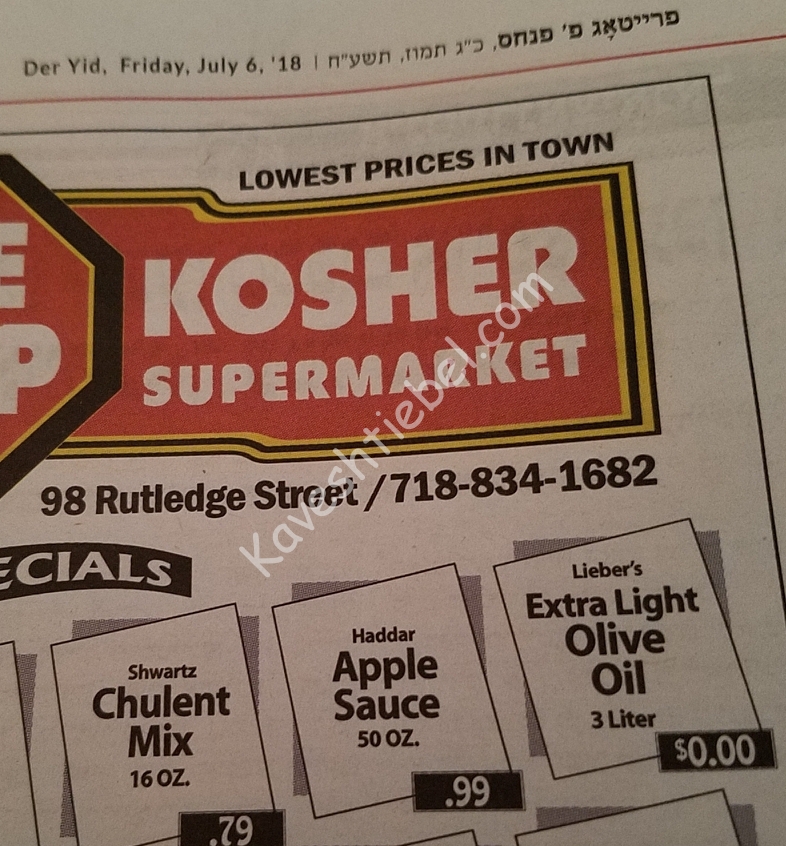 Der Yid, Friday, July 6, '18 | פרייטאָג פ' פנחס, כ"ג תמוז, תשע"ח
LOWEST PRICES IN TOWN
E
P
KOSHER
SUPERMARKET
98 Rutledge Street / 718-834-1682
ECIALS
Shwartz
Chulent
Mix
16 OZ.
.79
Haddar
Apple
Sauce
50 OZ.
.99
Lieber's
Extra Light
Olive
Oil
3 Liter
$0.00
Kaveshtiebel.com